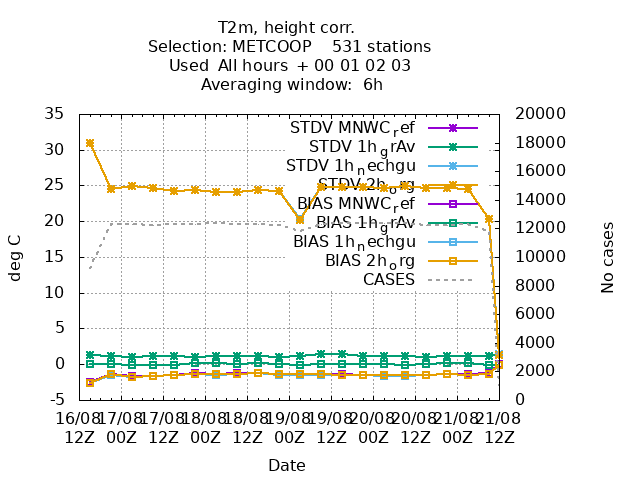 T2m, height corr.
Selection: METCOOP 531 stations
Used All hours + 00 01 02 03
Averaging window: 6h
35
30
25
20
15
10
5
0
-5
deg C
20000
18000
16000
14000
12000
10000
8000
6000
4000
2000
0
No cases
STDV MNWC_ref
STDV 1h_grAv
STDV 1h_nechgu
STDV 2h_org
BIAS MNWC_ref
BIAS 1h_grAv
BIAS 1h_nechgu
BIAS 2h_org
CASES
16/08 17/08 17/08 18/08 18/08 19/08 19/08 20/08 20/08 21/08 21/08
12Z 00Z 12Z 00Z 12Z 00Z 12Z 00Z 12Z 00Z 12Z
Date